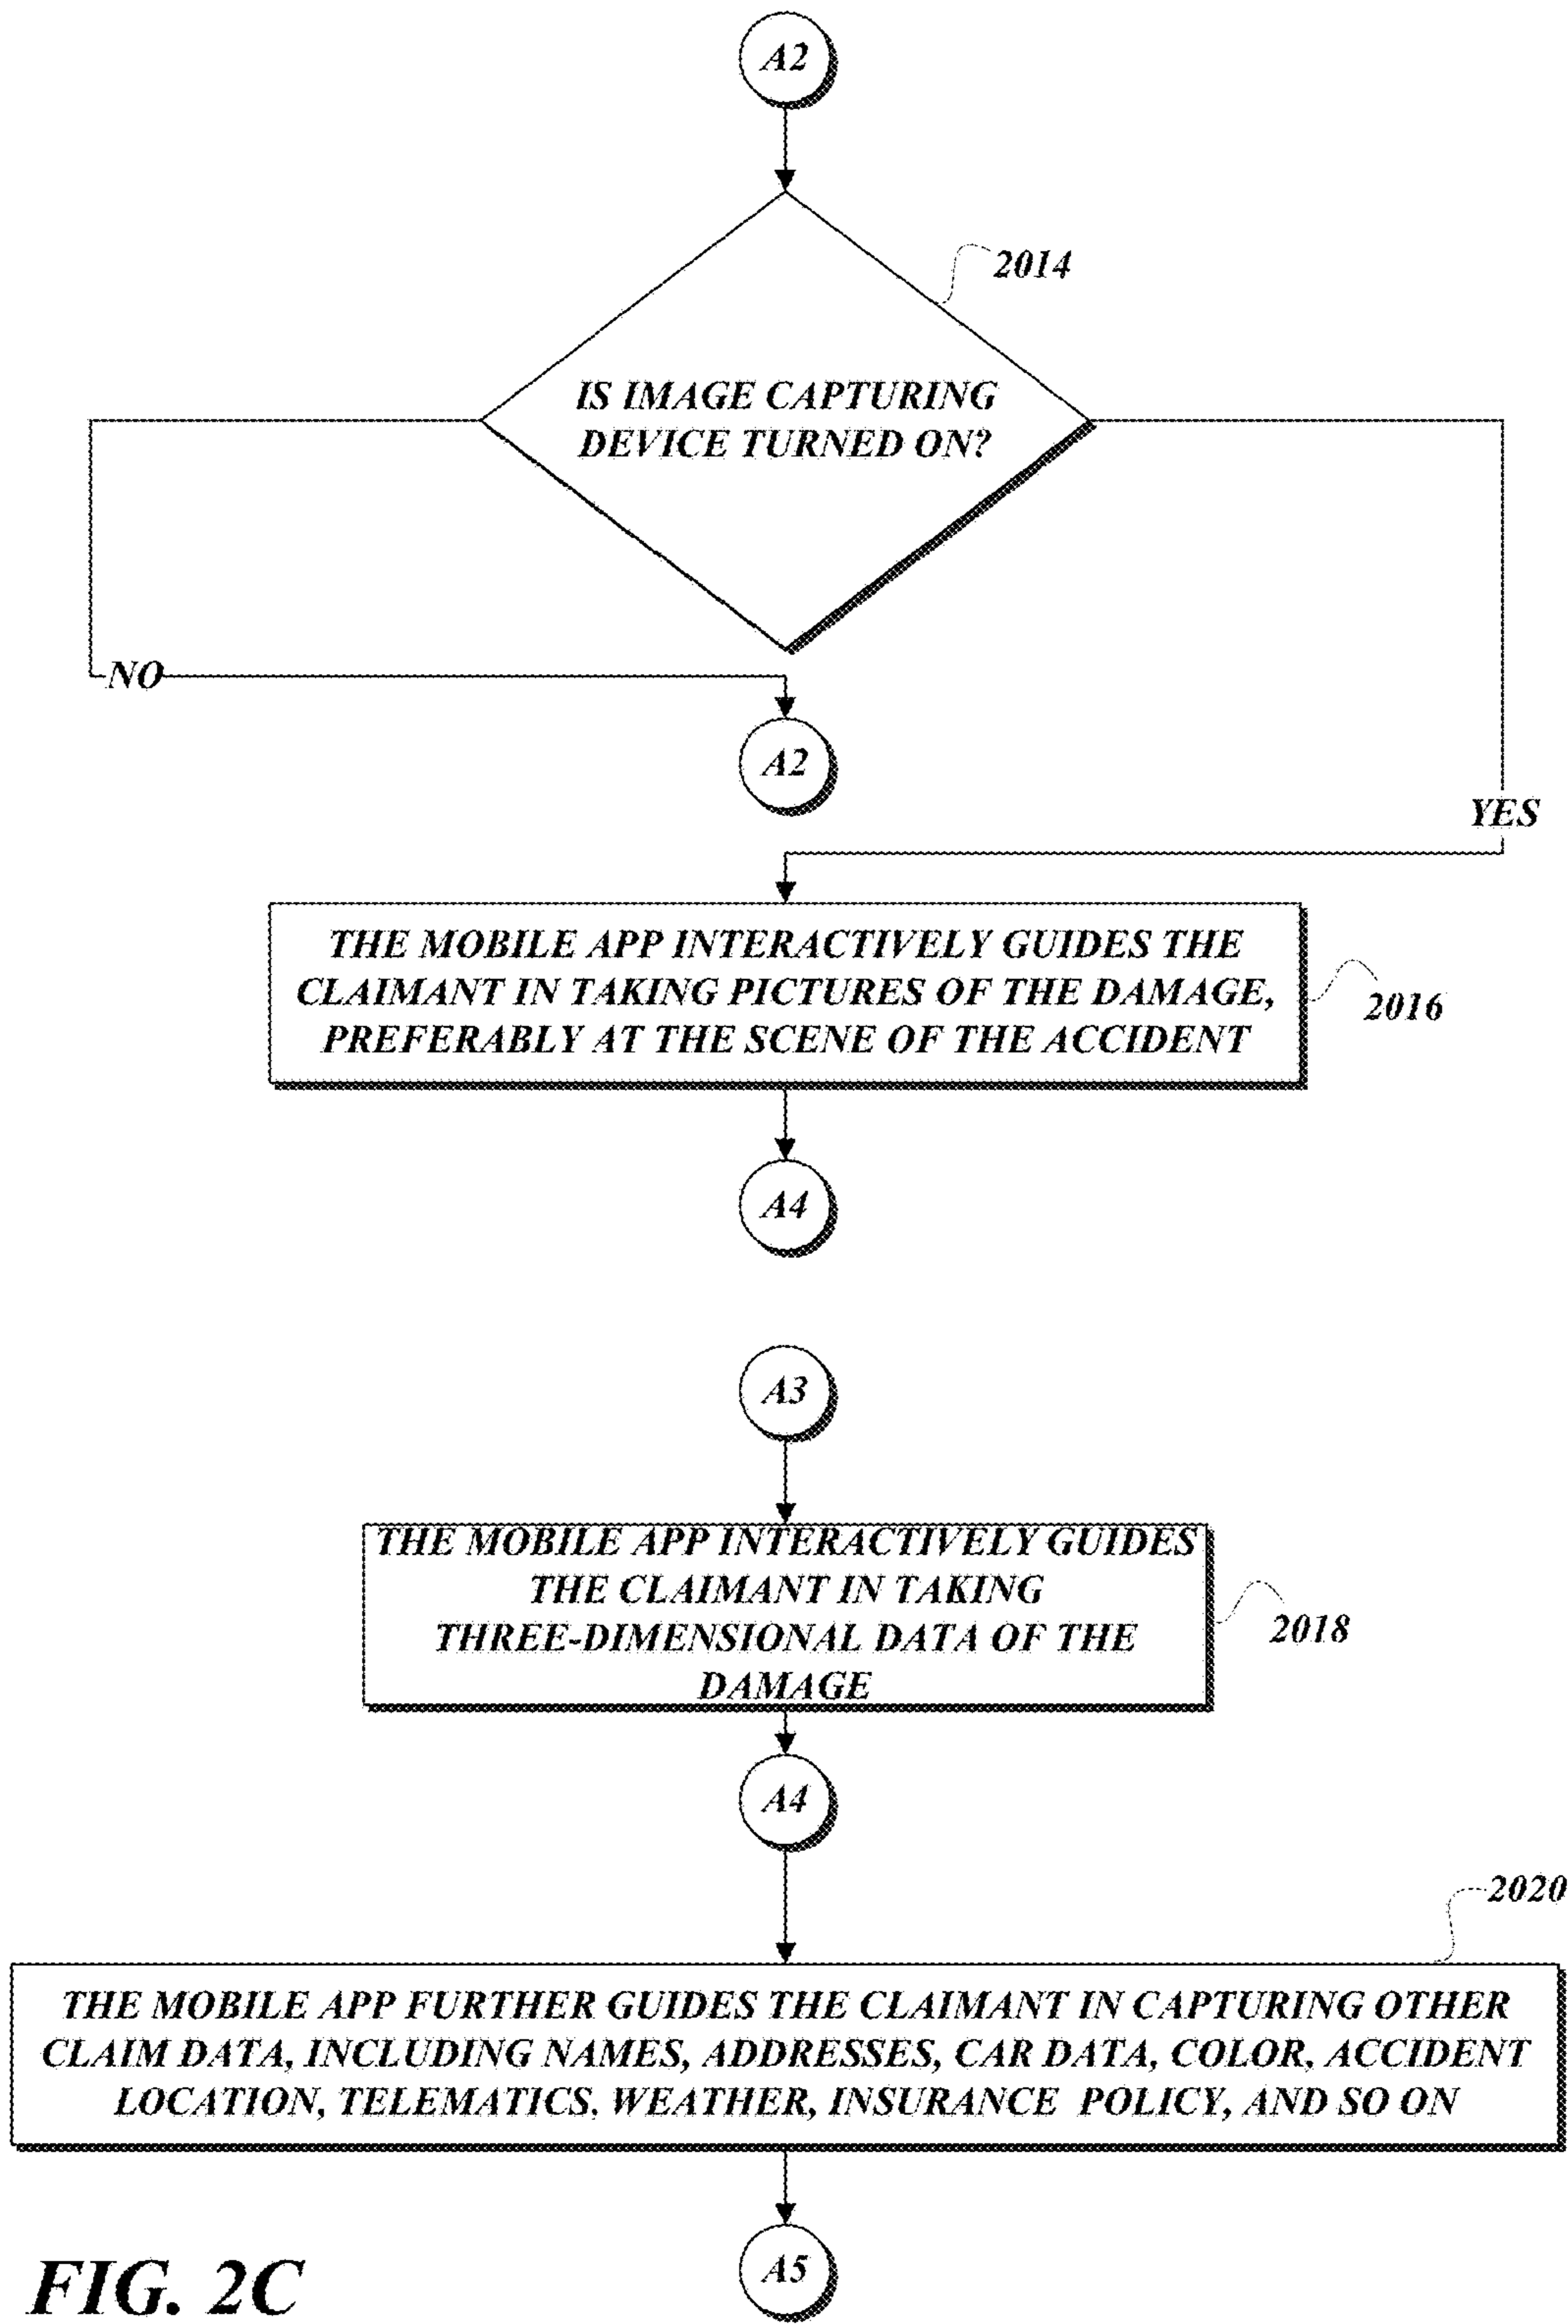 A2
2014
IS IMAGE CAPTURING
DEVICE TURNED ON?
NO
A2
YES
THE MOBILE APP INTERACTIVELY GUIDES THE
CLAIMANT IN TAKING PICTURES OF THE DAMAGE,
PREFERABLY AT THE SCENE OF THE ACCIDENT
2016
A4
A3
THE MOBILE APP INTERACTIVELY GUIDES
THE CLAIMANT IN TAKING
THREE-DIMENSIONAL DATA OF THE
DAMAGE
2018
A4
2020
THE MOBILE APP FURTHER GUIDES THE CLAIMANT IN CAPTURING OTHER
CLAIM DATA, INCLUDING NAMES, ADDRESSES, CAR DATA, COLOR, ACCIDENT
LOCATION, TELEMATICS, WEATHER, INSURANCE POLICY, AND SO ON
A5
FIG. 2C